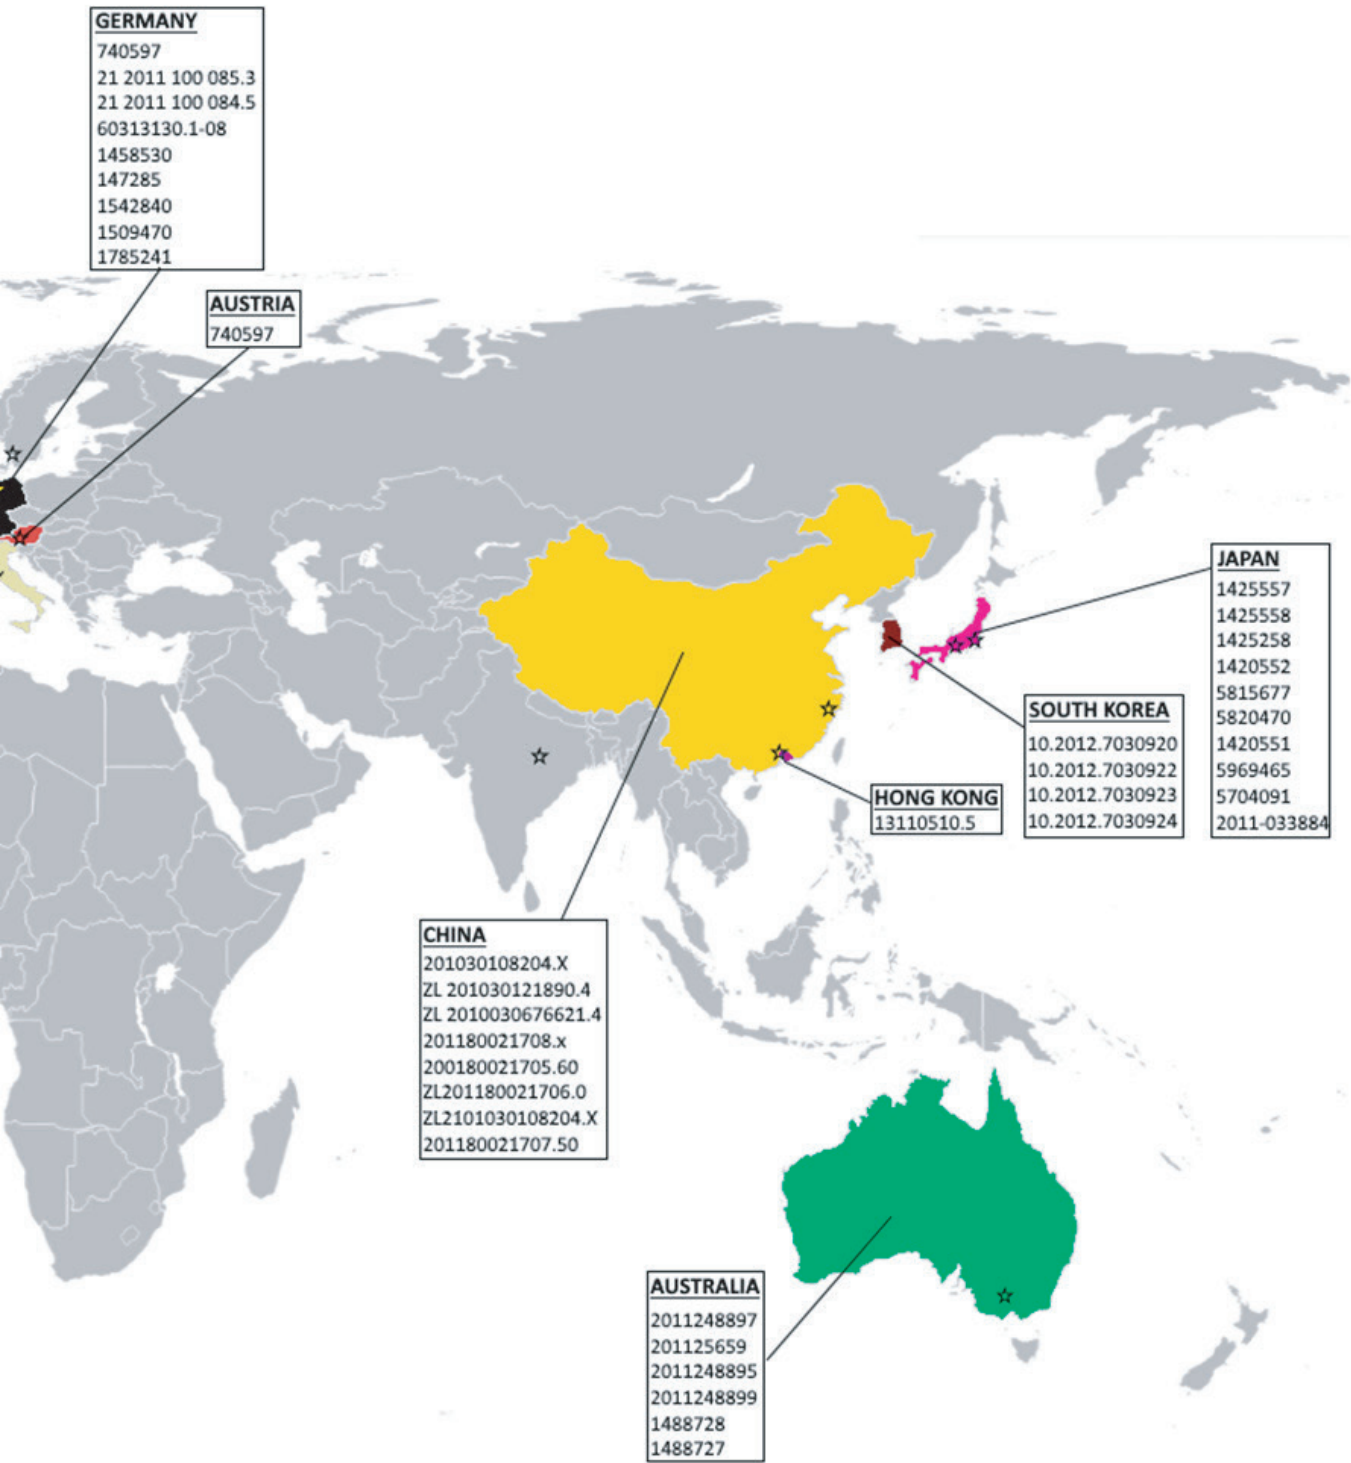 GERMANY
740597
21 2011 100 085.3
21 2011 100 084.5
60313130.1-08
1458530
147285
1542840
1509470
1785241
AUSTRIA
740597
JAPAN
1425557
1425558
1425258
1420552
5815677
5820470
1420551
5969465
5704091
2011-033884
SOUTH KOREA
10.2012.7030920
10.2012.7030922
10.2012.7030923
10.2012.7030924
HONG KONG
13110510.5
CHINA
201030108204.X
ZL 201030121890.4
ZL 2010030676621.4
201180021708.x
200180021705.60
ZL201180021706.0
ZL2101030108204.X
201180021707.50
AUSTRALIA
2011248897
201125659
2011248895
2011248899
1488728
1488727